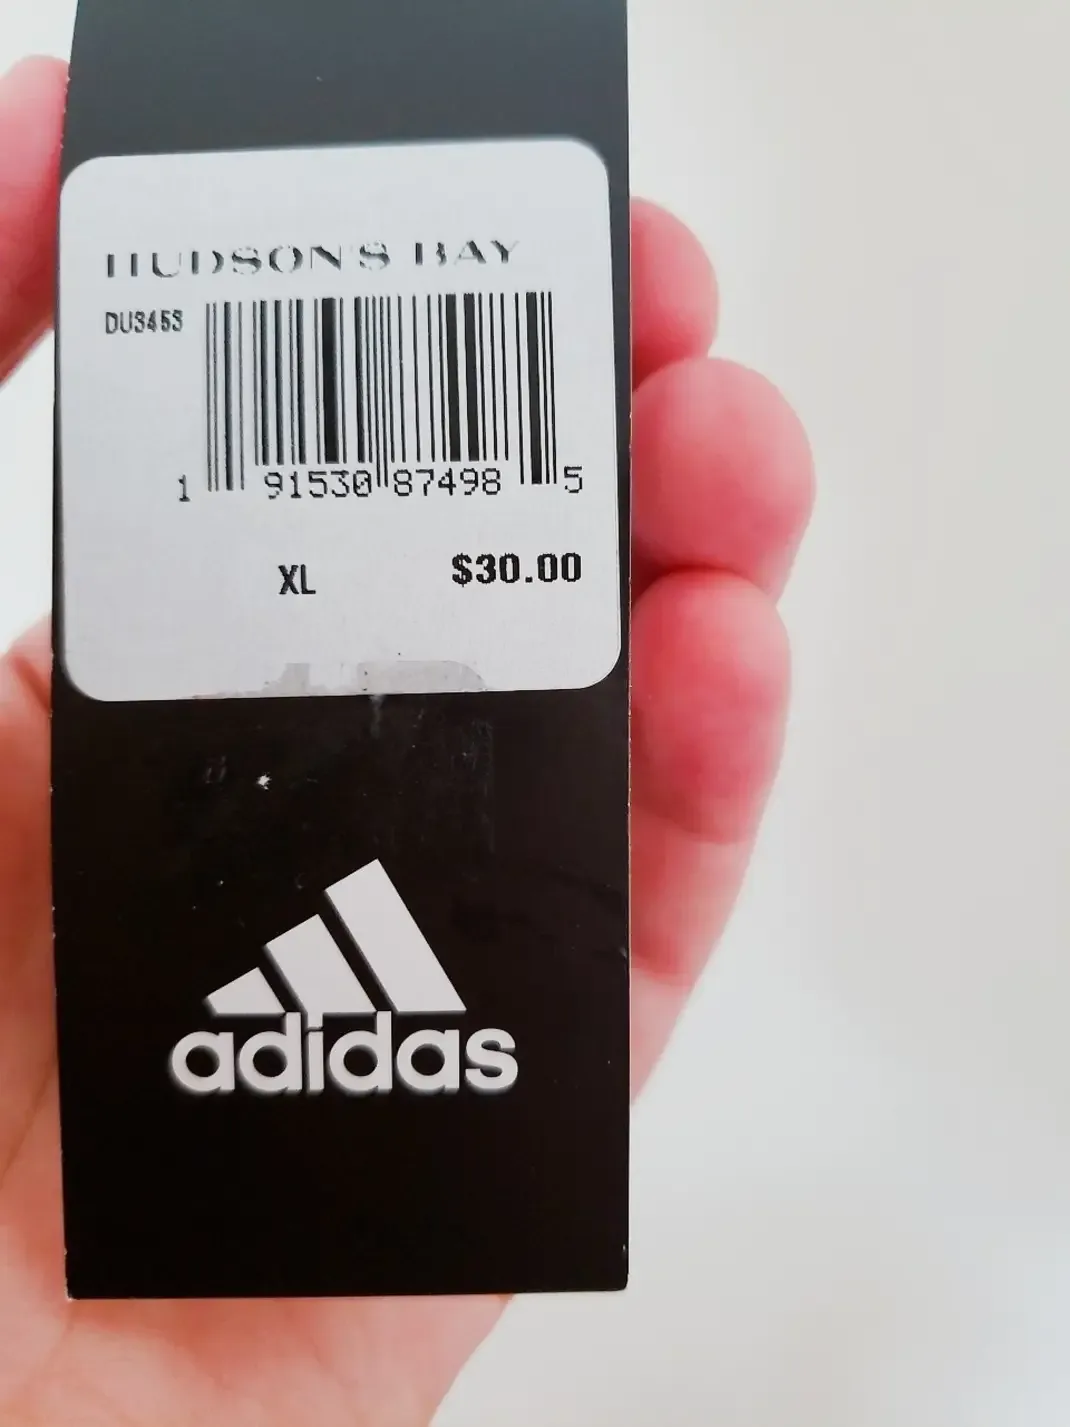 HUDSON'S BAY
DU3453
1 91530 87498 5
XL $30.00
adidas